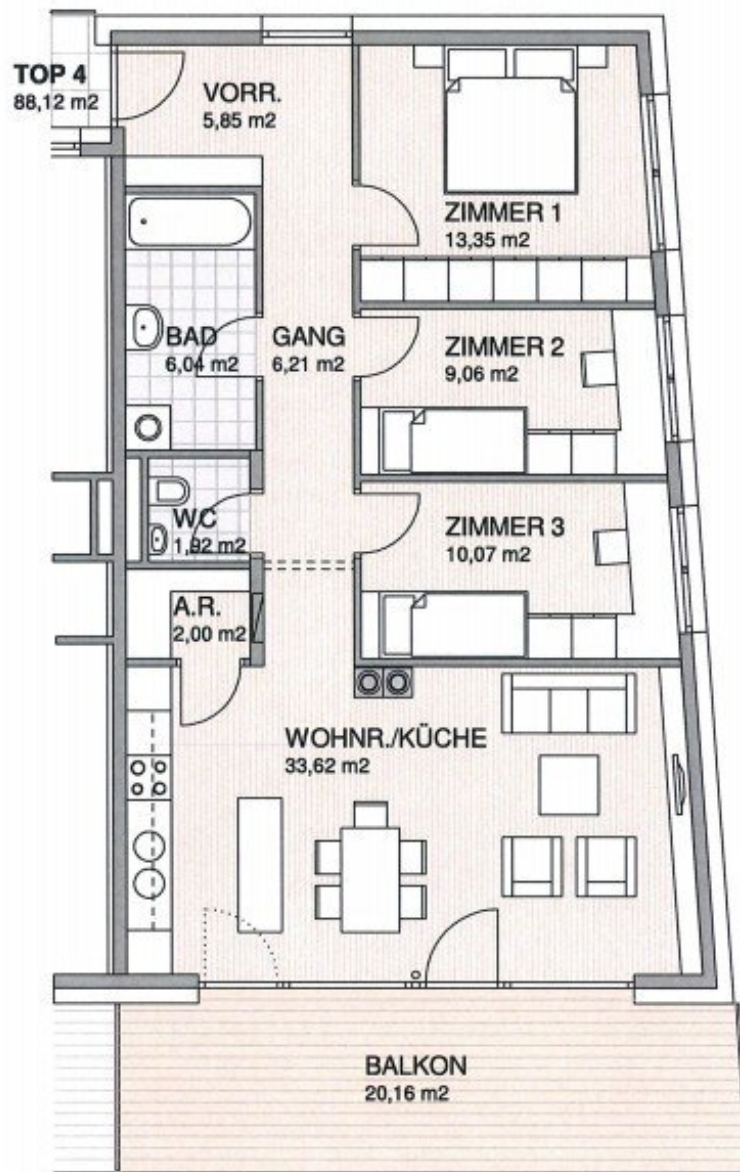 TOP 4
88,12 m2
VORR.
5,85 m2
ZIMMER 1
13,35 m2
BAD
6,04 m2
GANG
6,21 m2
ZIMMER 2
9,06 m2
WC
1,92 m2
ZIMMER 3
10,07 m2
A.R.
2,00 m2
WOHNR./KÜCHE
33,62 m2
BALKON
20,16 m2